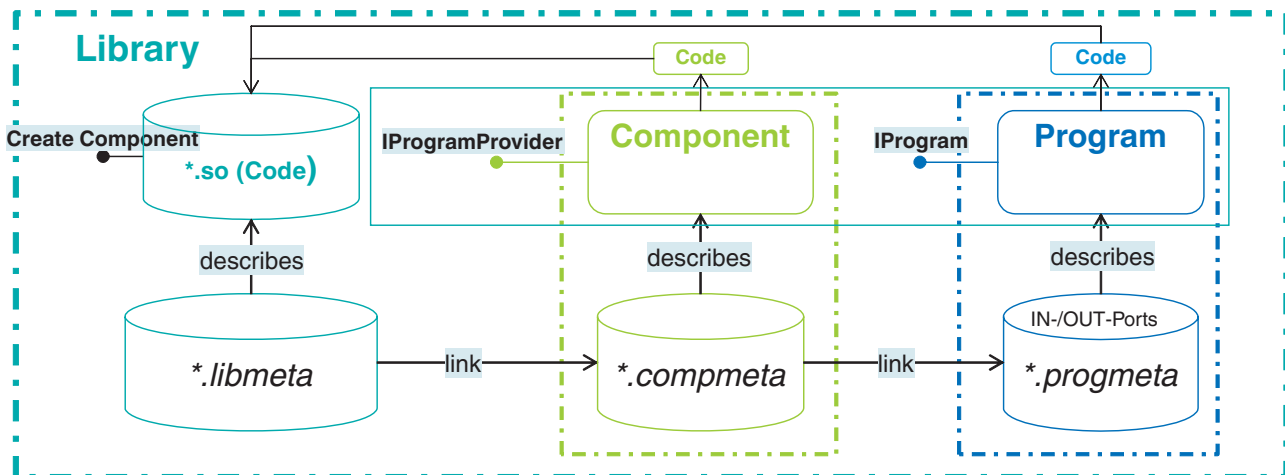 Library
Code
Code
Create Component
*.so (Code)
IProgramProvider
Component
IProgram
Program
describes
describes
describes
*.libmeta
link
*.compmeta
link
IN-/OUT-Ports
*.progmeta